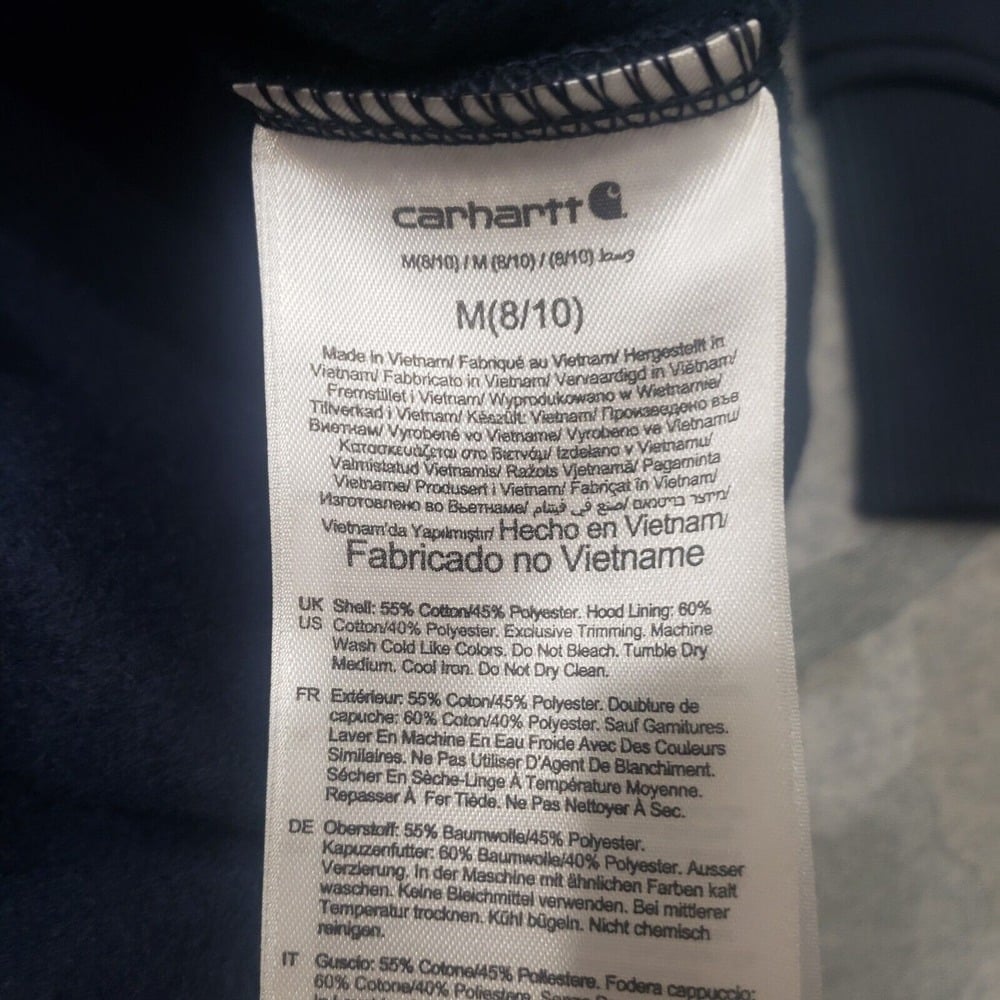 carhartt
M(8/10) / M (8/10) / (8/10) وسط
M(8/10)
Made in Vietnam/ Fabriqué au Vietnam/ Hergestellt in
Vietnam/ Fabbricato in Vietnam/ Vervaardigd in Viëtnam/
Fremstillet i Vietnam/ Wyprodukowano w Wietnamie/
Tillverkad i Vietnam/ Készült: Vietnam/ Произведено във
Виетнам/ Vyrobené vo Vietname/ Vyrobeno ve Vietnamu/
Κατασκευάζεται στο Βιετνάμ/ Izdelano v Vietnamu/
Valmistatud Vietnamis/ Ražots Vjetnamā/ Pagaminta
Vietname/ Produsert i Vietnam/ Fabricat în Vietnam/
Изготовлено во Вьетнаме/ صنع في فيتنام/ מיוצר בוייטנאם/
Vietnam'da Yapılmıştır/ Hecho en Vietnam/
Fabricado no Vietname
UK Shell: 55% Cotton/45% Polyester. Hood Lining: 60%
US Cotton/40% Polyester. Exclusive Trimming. Machine
Wash Cold Like Colors. Do Not Bleach. Tumble Dry
Medium. Cool Iron. Do Not Dry Clean.
FR Extérieur: 55% Coton/45% Polyester. Doublure de
capuche: 60% Coton/40% Polyester. Sauf Garnitures.
Laver En Machine En Eau Froide Avec Des Couleurs
Similaires. Ne Pas Utiliser D'Agent De Blanchiment.
Sécher En Sèche-Linge À Température Moyenne.
Repasser À Fer Tiède. Ne Pas Nettoyer À Sec.
DE Oberstoff: 55% Baumwolle/45% Polyester.
Kapuzenfutter: 60% Baumwolle/40% Polyester. Ausser
Verzierung. In der Maschine mit ähnlichen Farben kalt
waschen. Keine Bleichmittel verwenden. Bei mittlerer
Temperatur trocknen. Kühl bügeln. Nicht chemisch
reinigen.
IT Guscio: 55% Cotone/45% Poliestere. Fodera cappuccio:
60% Cotone/40% Poliestere.